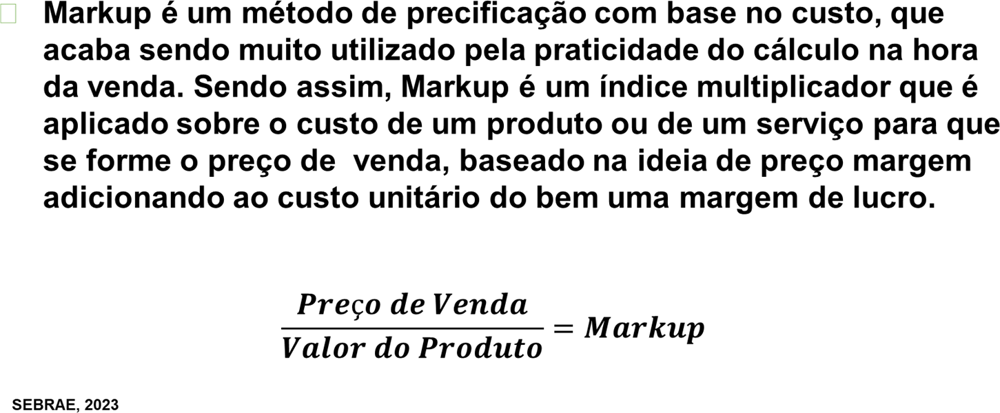 Markup é um método de precificação com base no custo, que
acaba sendo muito utilizado pela praticidade do cálculo na hora
da venda. Sendo assim, Markup é um índice multiplicador que é
aplicado sobre o custo de um produto ou de um serviço para que
se forme o preço de  venda, baseado na ideia de preço margem
adicionando ao custo unitário do bem uma margem de lucro.
Preço de Venda
Valor do Produto = Markup
SEBRAE, 2023